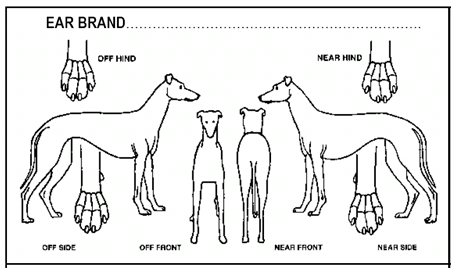 EAR BRAND........................................................................
OFF HIND
NEAR HIND
OFF SIDE
OFF FRONT
NEAR FRONT
NEAR SIDE